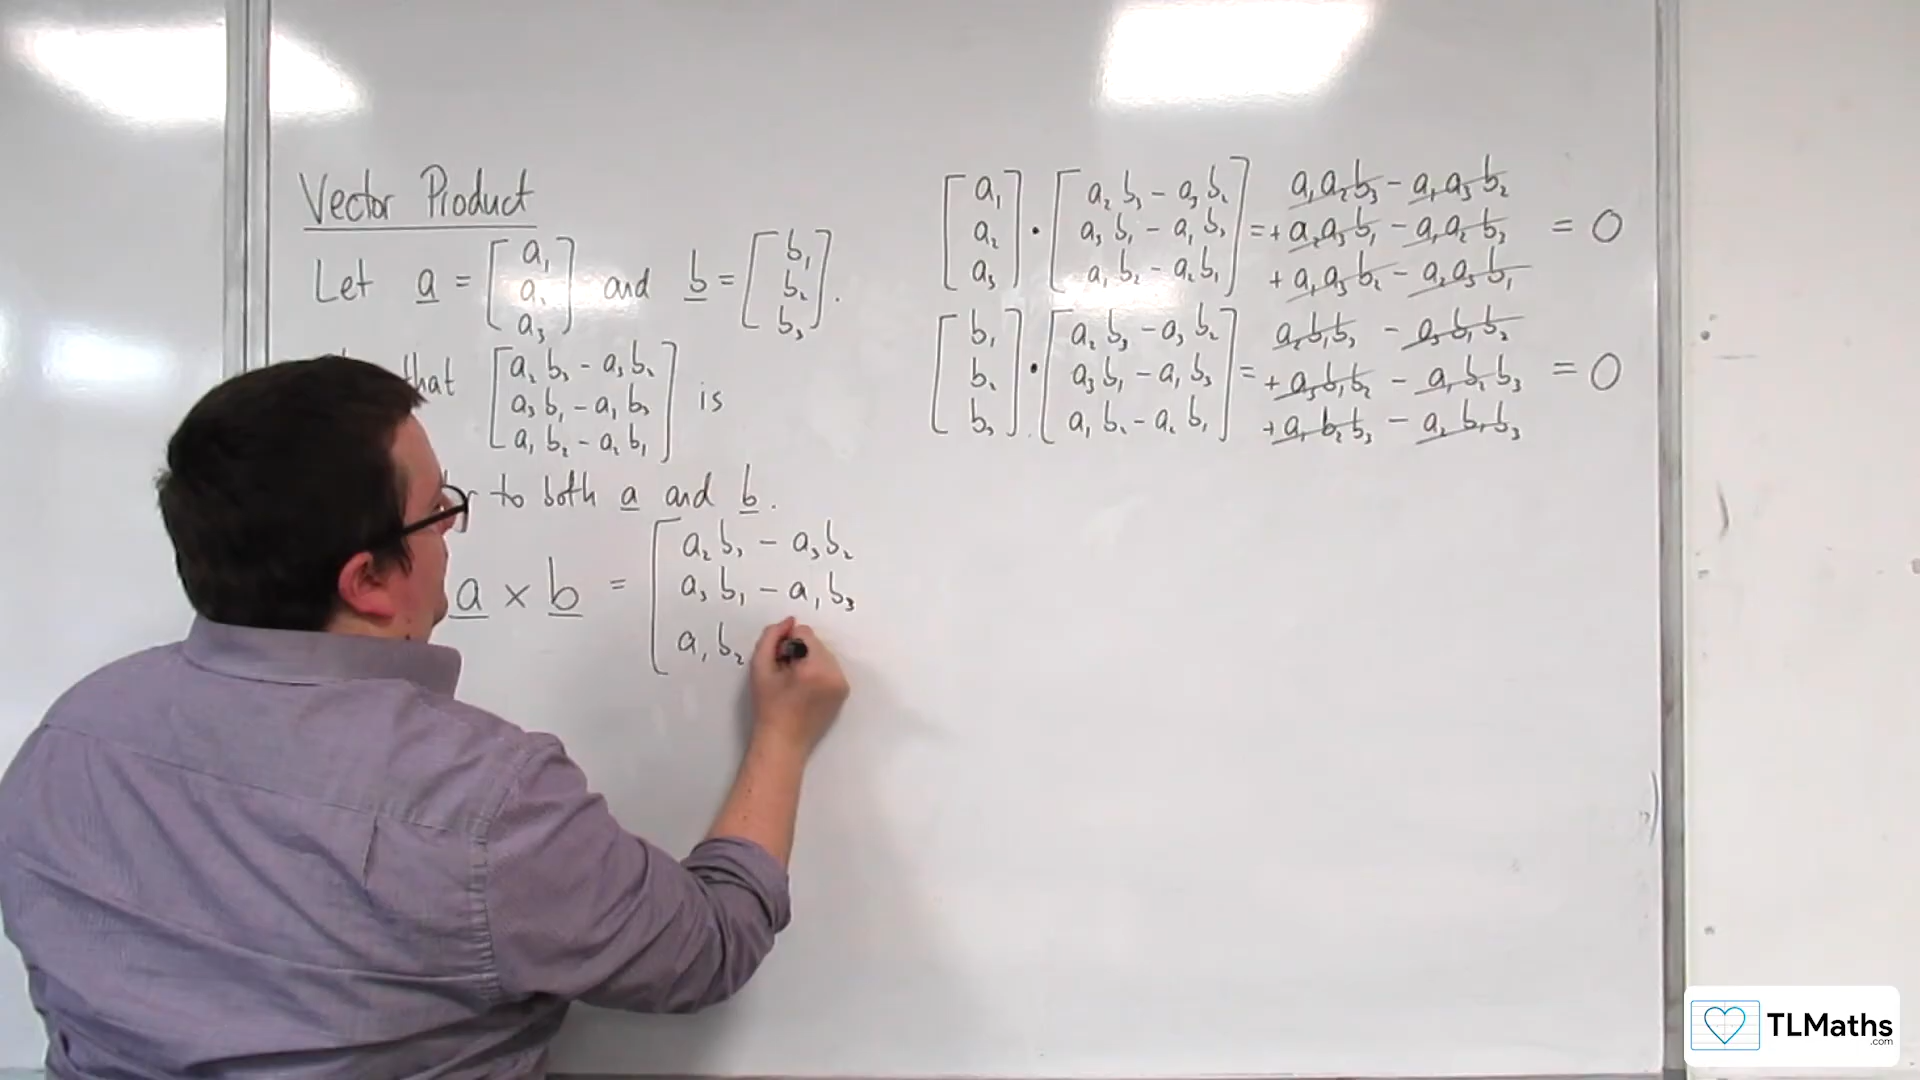 Vector Product
Let a = [a₁ a₂ a₃] and b = [b₁ b₂ b₃].
that [a₂b₃ - a₃b₂
a₃b₁ - a₁b₃
a₁b₂ - a₂b₁] is
to both a and b.
a × b = [a₂b₃ - a₃b₂
a₃b₁ - a₁b₃
a₁b₂
[a₁ a₂ a₃] · [a₂b₃ - a₃b₂ a₃b₁ - a₁b₃ a₁b₂ - a₂b₁] = a₁a₂b₃ - a₁a₃b₂
+ a₂a₃b₁ - a₁a₂b₃ = 0
+ a₁a₃b₂ - a₂a₃b₁
[b₁ b₂ b₃] · [a₂b₃ - a₃b₂ a₃b₁ - a₁b₃ a₁b₂ - a₂b₁] = a₂b₁b₃ - a₃b₁b₂
+ a₃b₁b₂ - a₁b₂b₃ = 0
+ a₁b₂b₃ - a₂b₁b₃
TLMaths
.com